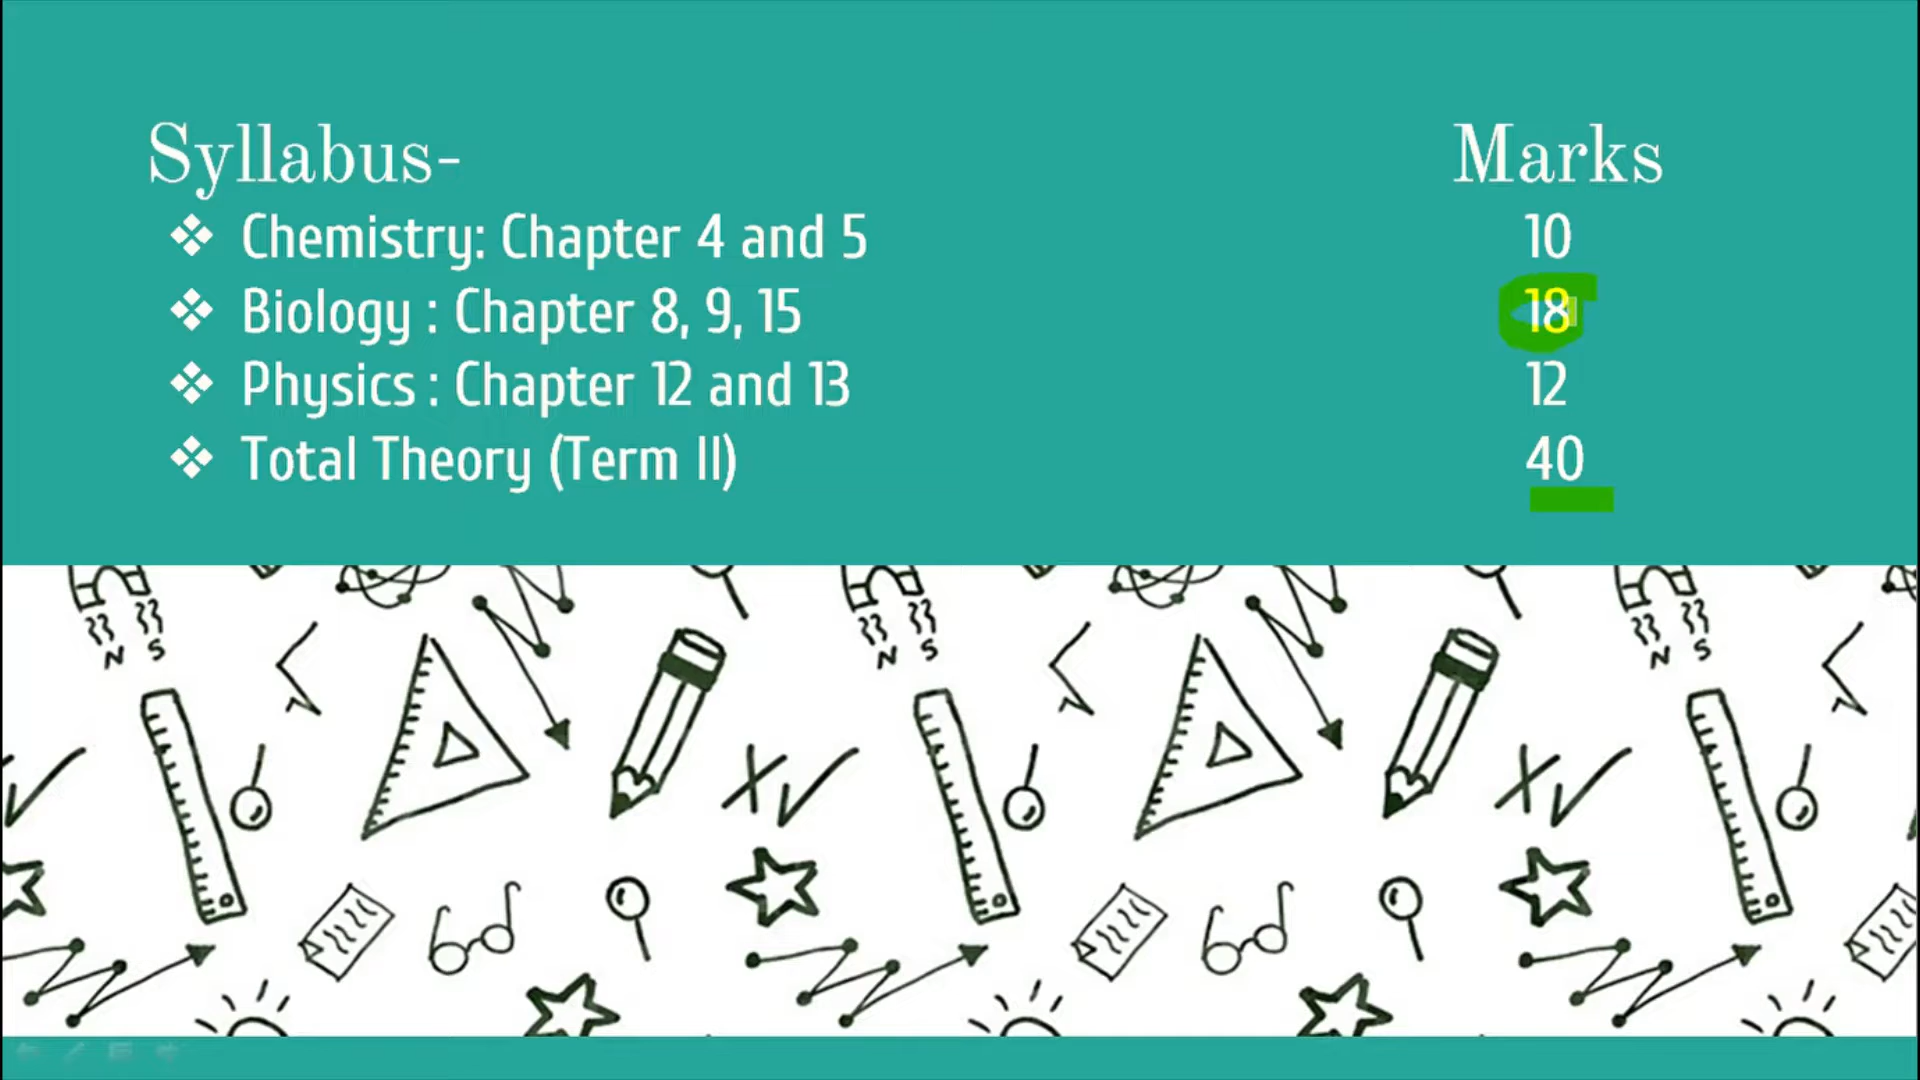 Syllabus- Marks
❖ Chemistry: Chapter 4 and 5 10
❖ Biology : Chapter 8, 9, 15 18
❖ Physics : Chapter 12 and 13 12
❖ Total Theory (Term II) 40
N S N S N S